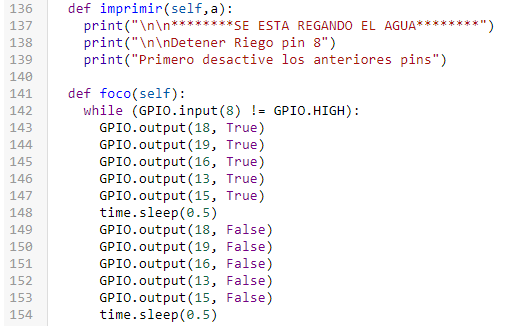 136 def imprimir(self,a):
137 print("\n\n********SE ESTA REGANDO EL AGUA********")
138 print("\n\nDetener Riego pin 8")
139 print("Primero desactive los anteriores pins")
140
141 def foco(self):
142 while (GPIO.input(8) != GPIO.HIGH):
143 GPIO.output(18, True)
144 GPIO.output(19, True)
145 GPIO.output(16, True)
146 GPIO.output(13, True)
147 GPIO.output(15, True)
148 time.sleep(0.5)
149 GPIO.output(18, False)
150 GPIO.output(19, False)
151 GPIO.output(16, False)
152 GPIO.output(13, False)
153 GPIO.output(15, False)
154 time.sleep(0.5)